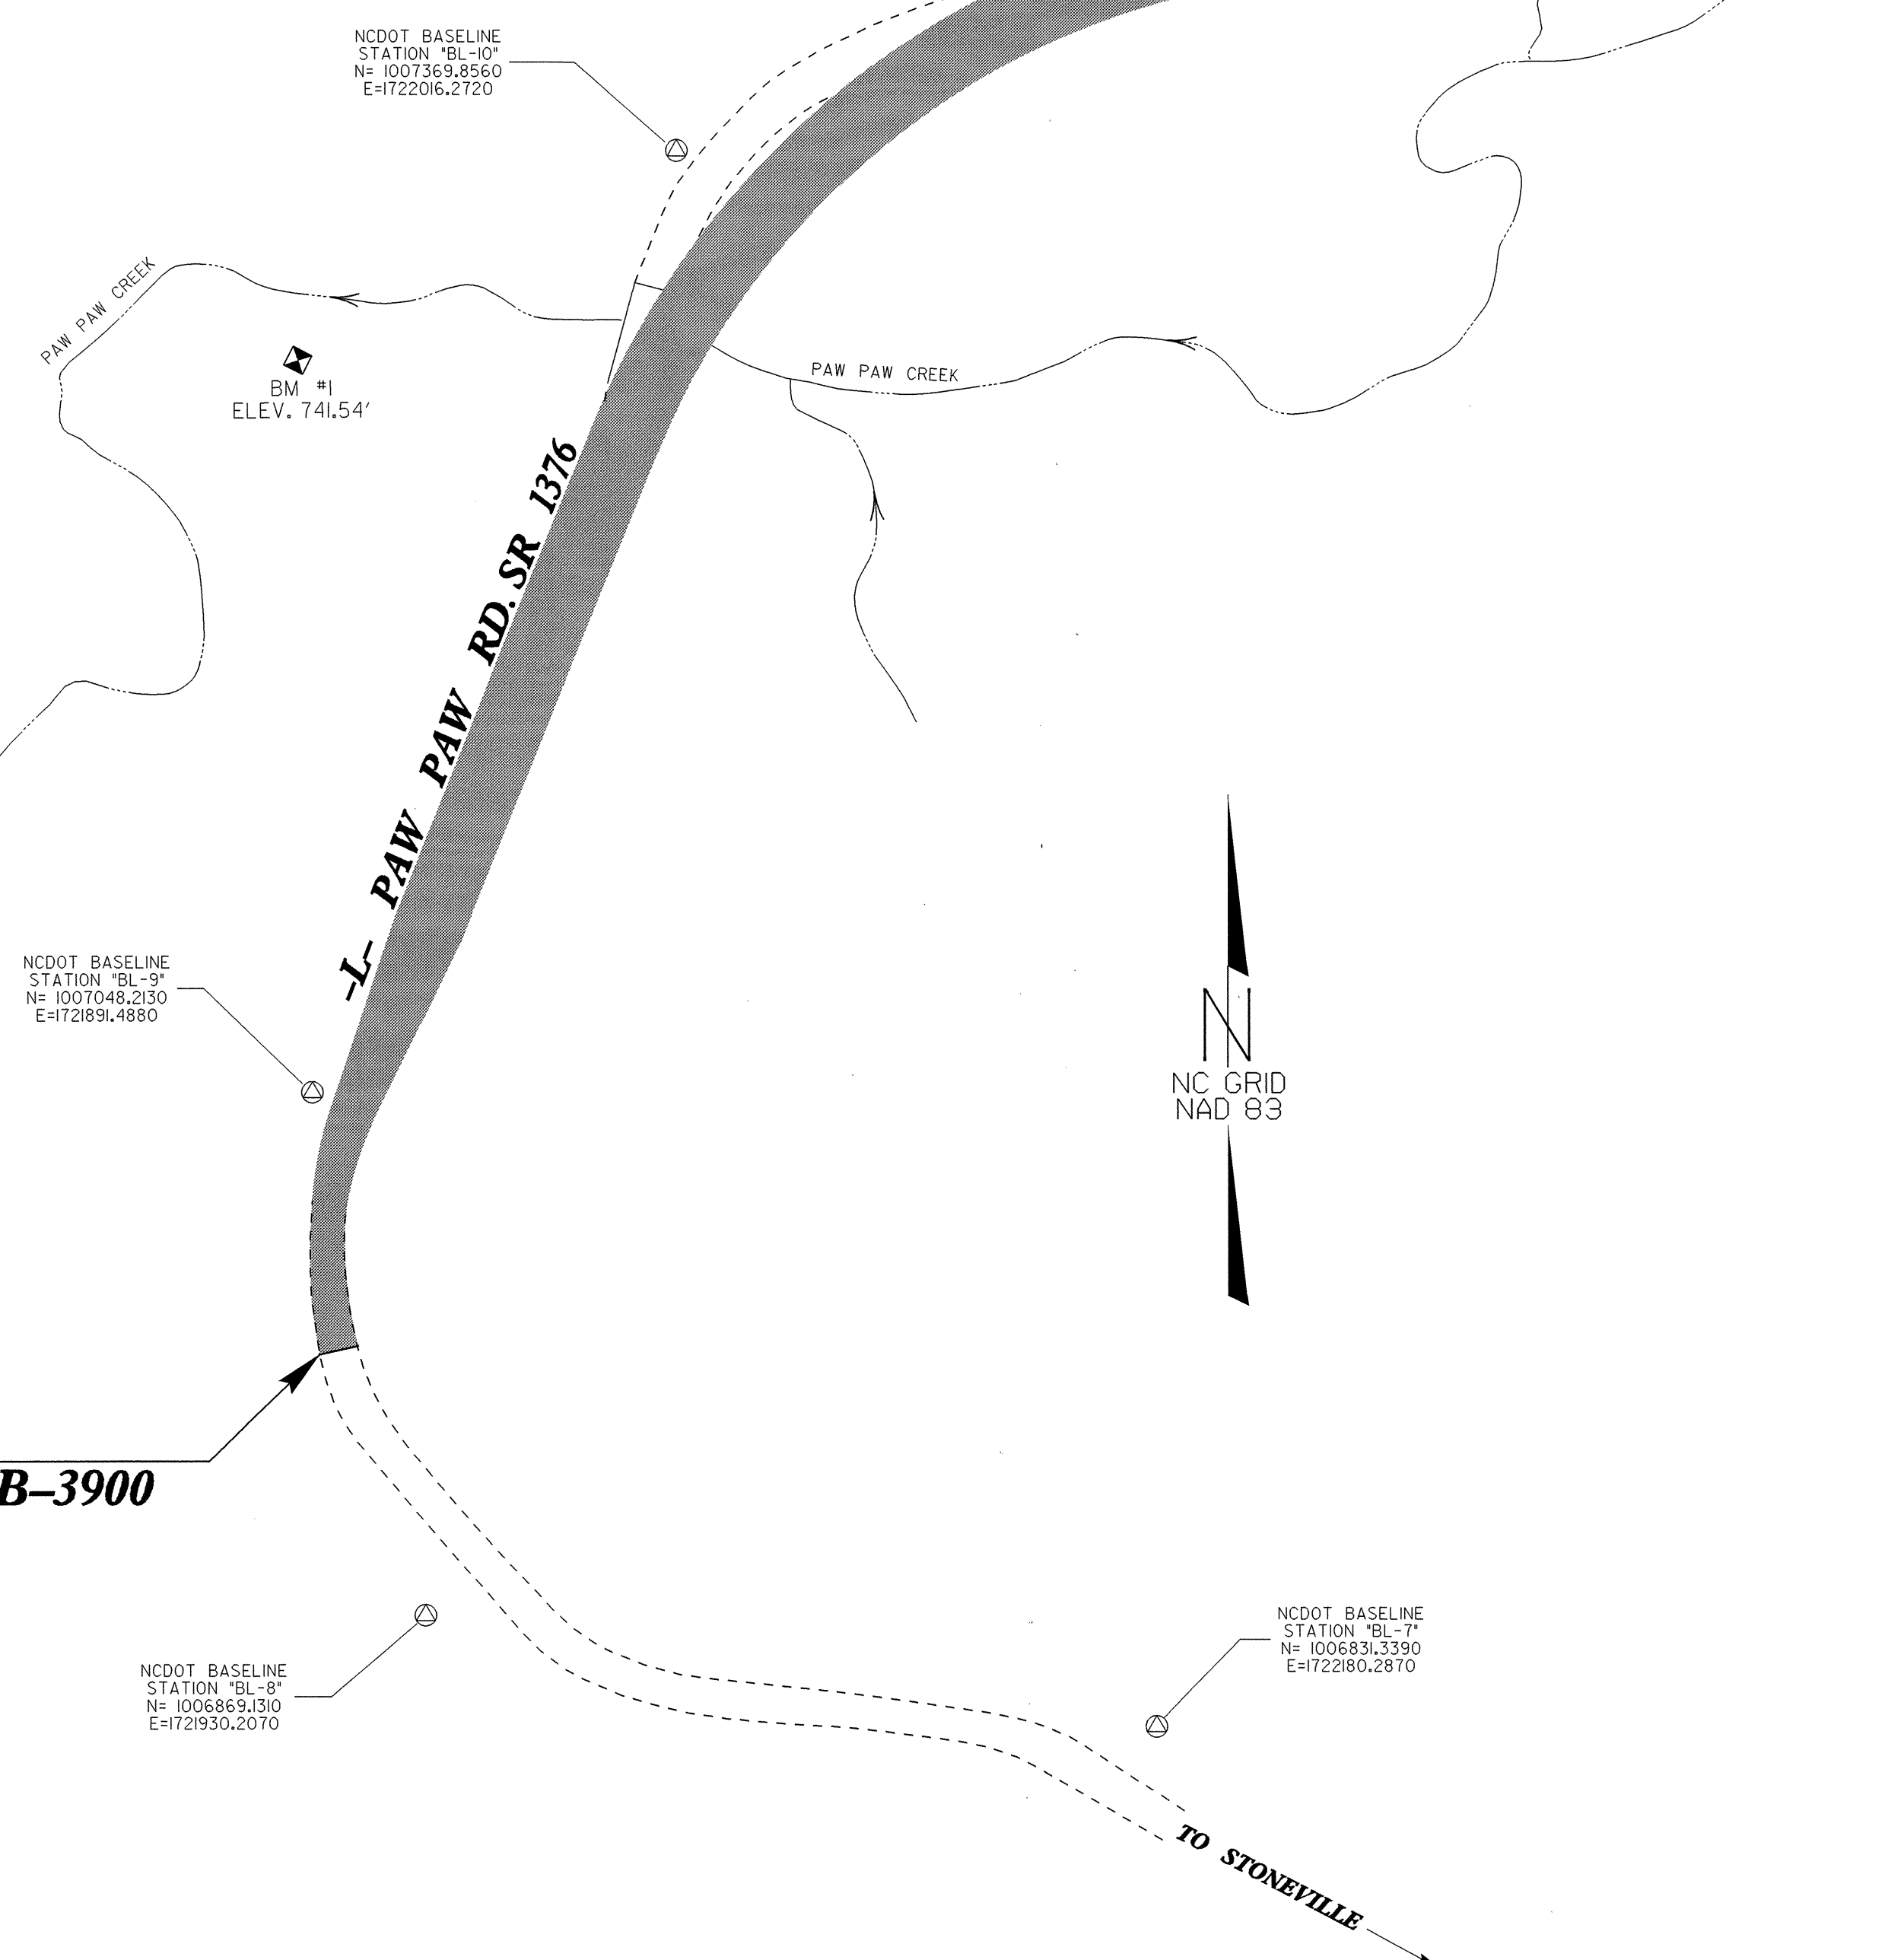 NCDOT BASELINE
STATION "BL-10"
N= 1007369.8560
E=1722016.2720
PAW PAW CREEK
BM #1
ELEV. 741.54'
PAW PAW CREEK
-L- PAW PAW RD. SR 1376
NCDOT BASELINE
STATION "BL-9"
N= 1007048.2130
E=1721891.4880
N
NC GRID
NAD 83
B-3900
NCDOT BASELINE
STATION "BL-7"
N= 1006831.3390
E=1722180.2870
NCDOT BASELINE
STATION "BL-8"
N= 1006869.1310
E=1721930.2070
TO STONEVILLE